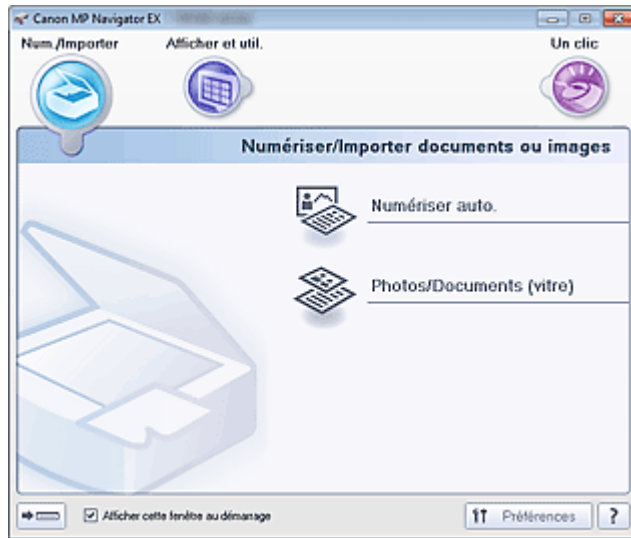 Canon MP Navigator EX
Num./Importer Afficher et util. Un clic
Numériser/Importer documents ou images
Numériser auto.
Photos/Documents (vitre)
Afficher cette fenêtre au démarrage Préférences ?